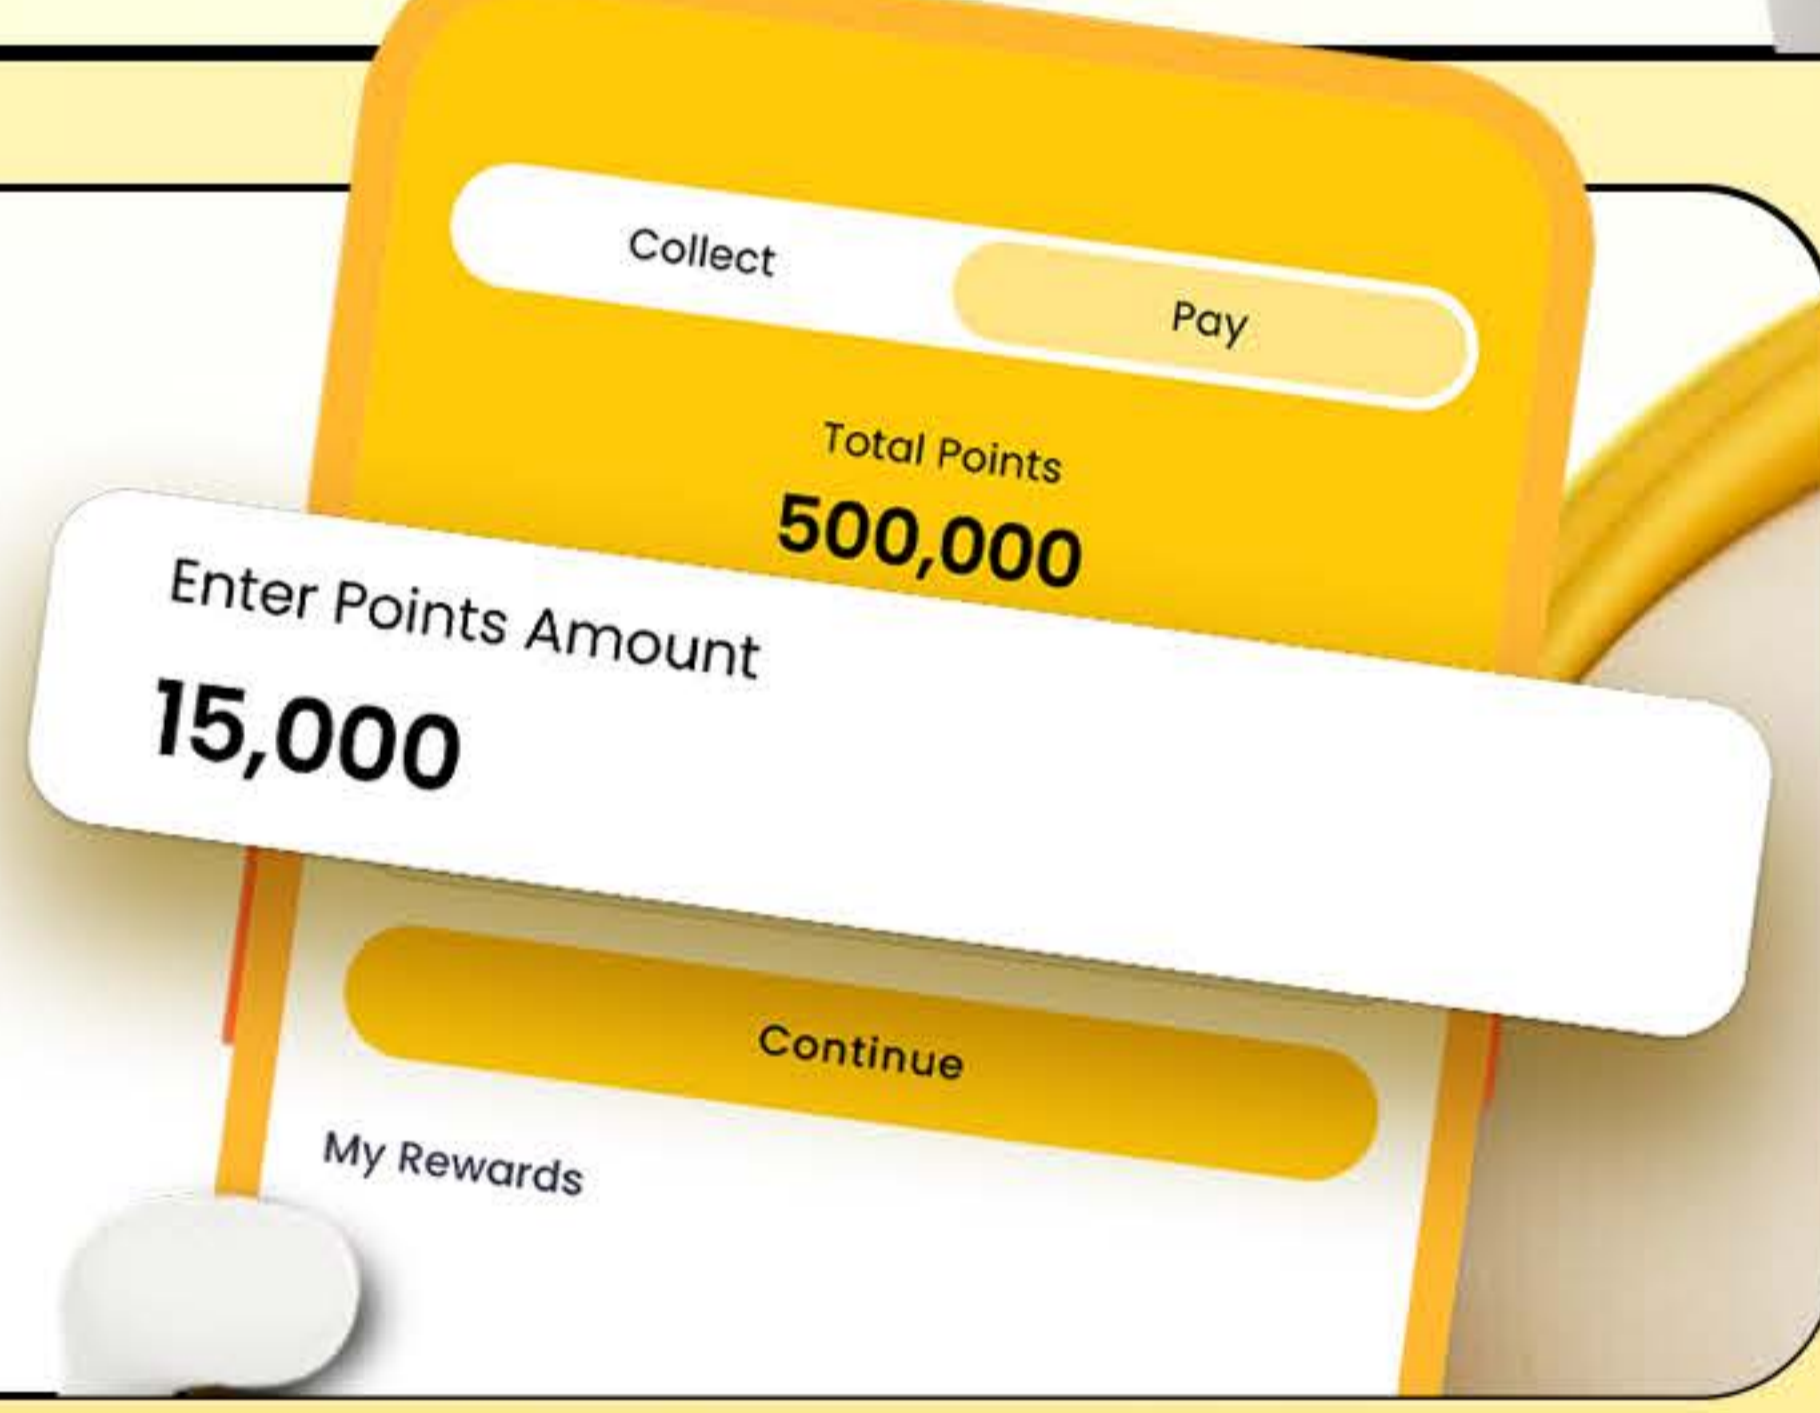 Collect
Pay
Total Points
500,000
Enter Points Amount
15,000
Continue
My Rewards